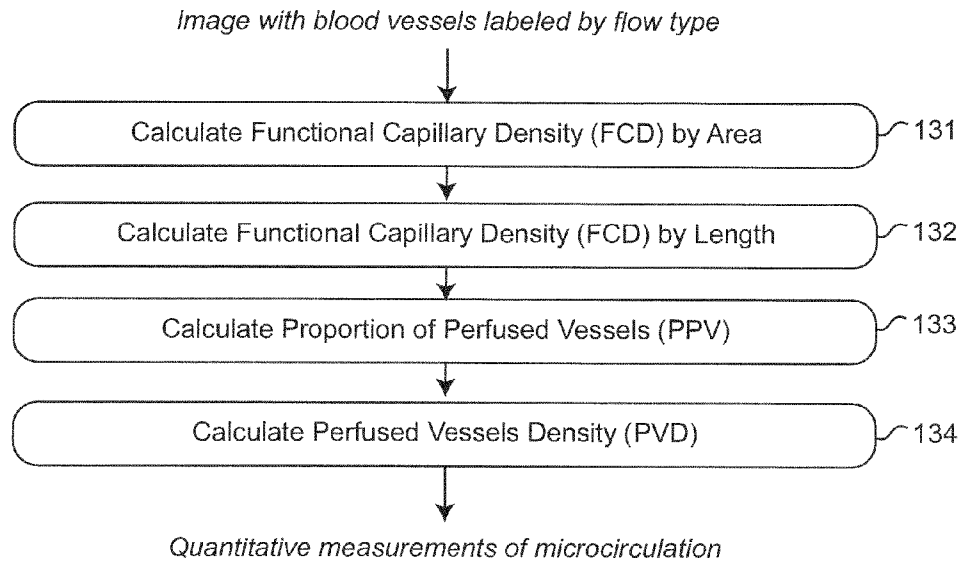 Image with blood vessels labeled by flow type
Calculate Functional Capillary Density (FCD) by Area 131
Calculate Functional Capillary Density (FCD) by Length 132
Calculate Proportion of Perfused Vessels (PPV) 133
Calculate Perfused Vessels Density (PVD) 134
Quantitative measurements of microcirculation